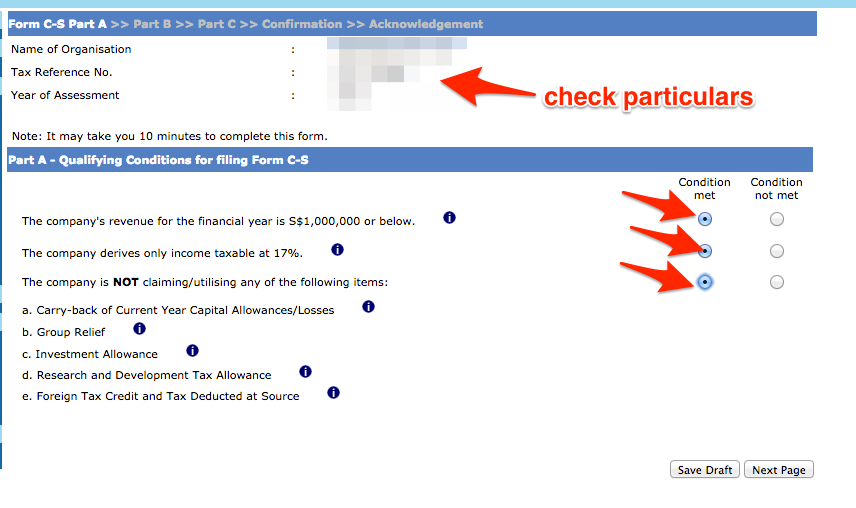 Form C-S Part A >> Part B >> Part C >> Confirmation >> Acknowledgement
Name of Organisation :
Tax Reference No. :
Year of Assessment :
check particulars
Note: It may take you 10 minutes to complete this form.
Part A - Qualifying Conditions for filing Form C-S
Condition met Condition not met
The company's revenue for the financial year is S$1,000,000 or below.
The company derives only income taxable at 17%.
The company is NOT claiming/utilising any of the following items:
a. Carry-back of Current Year Capital Allowances/Losses
b. Group Relief
c. Investment Allowance
d. Research and Development Tax Allowance
e. Foreign Tax Credit and Tax Deducted at Source
Save Draft Next Page